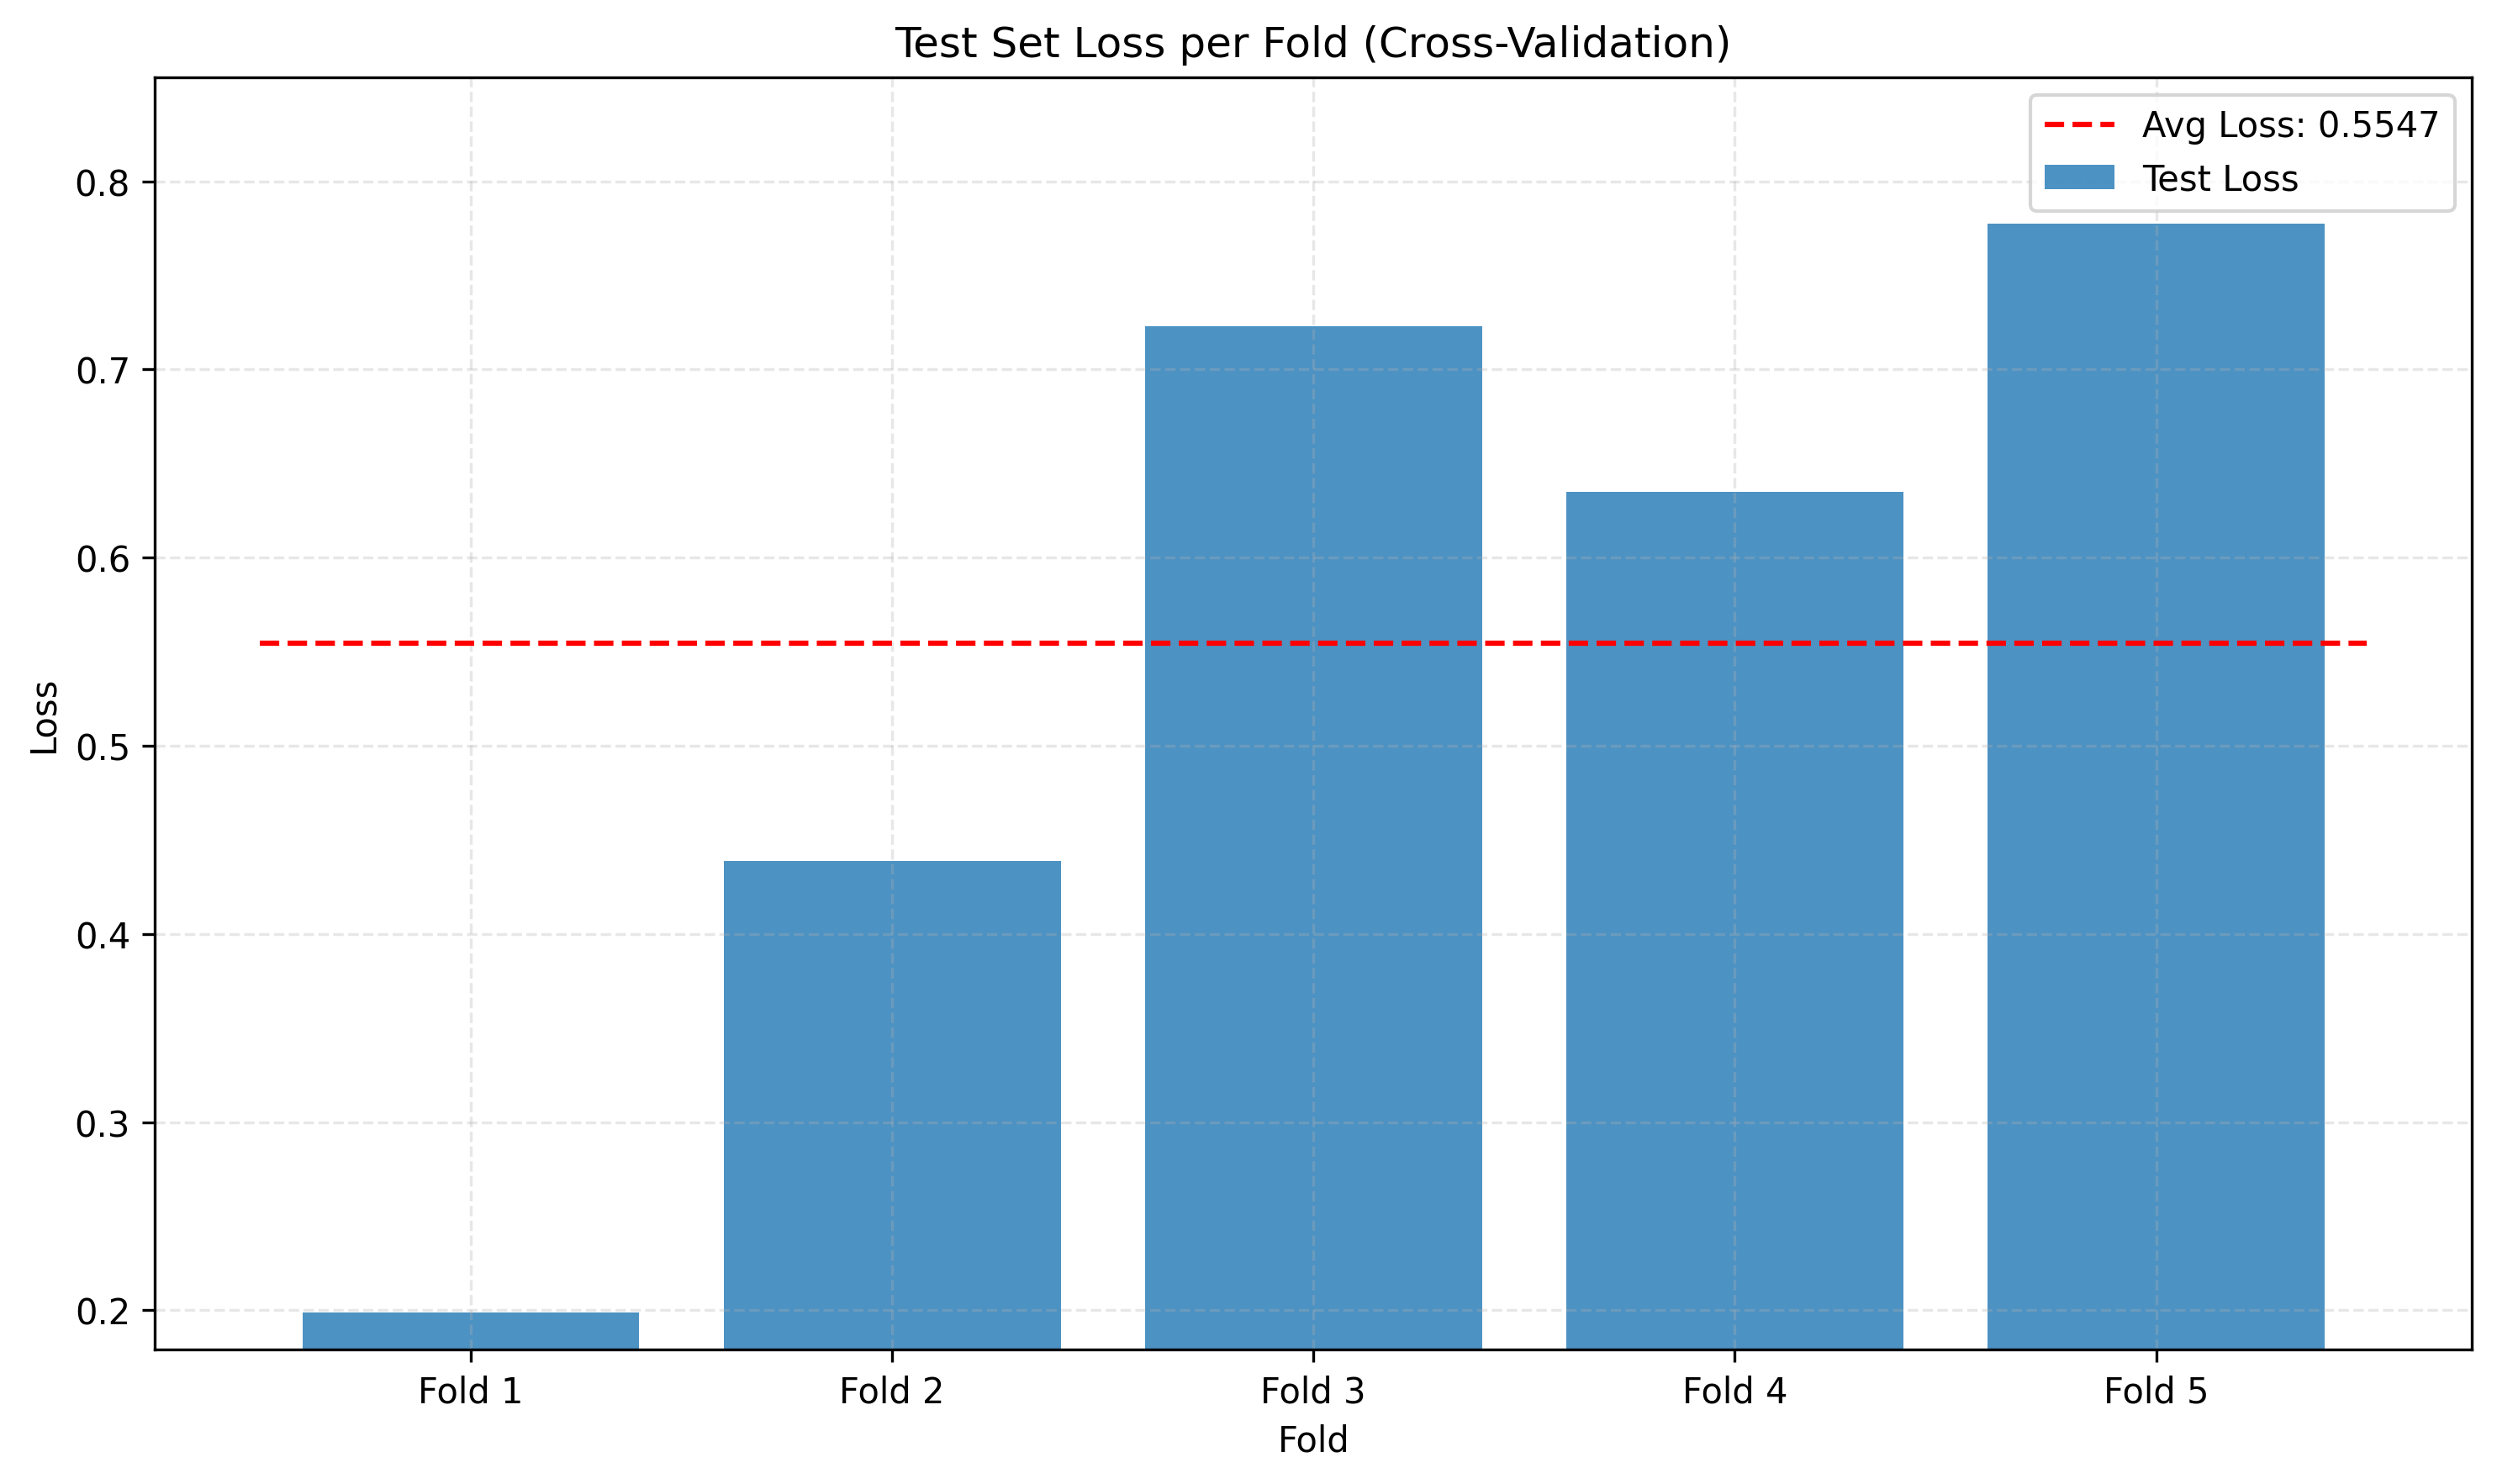 Test Set Loss per Fold (Cross-Validation)
Avg Loss: 0.5547
Test Loss
0.8
0.7
0.6
0.5
0.4
0.3
0.2
Loss
Fold 1
Fold 2
Fold 3
Fold 4
Fold 5
Fold